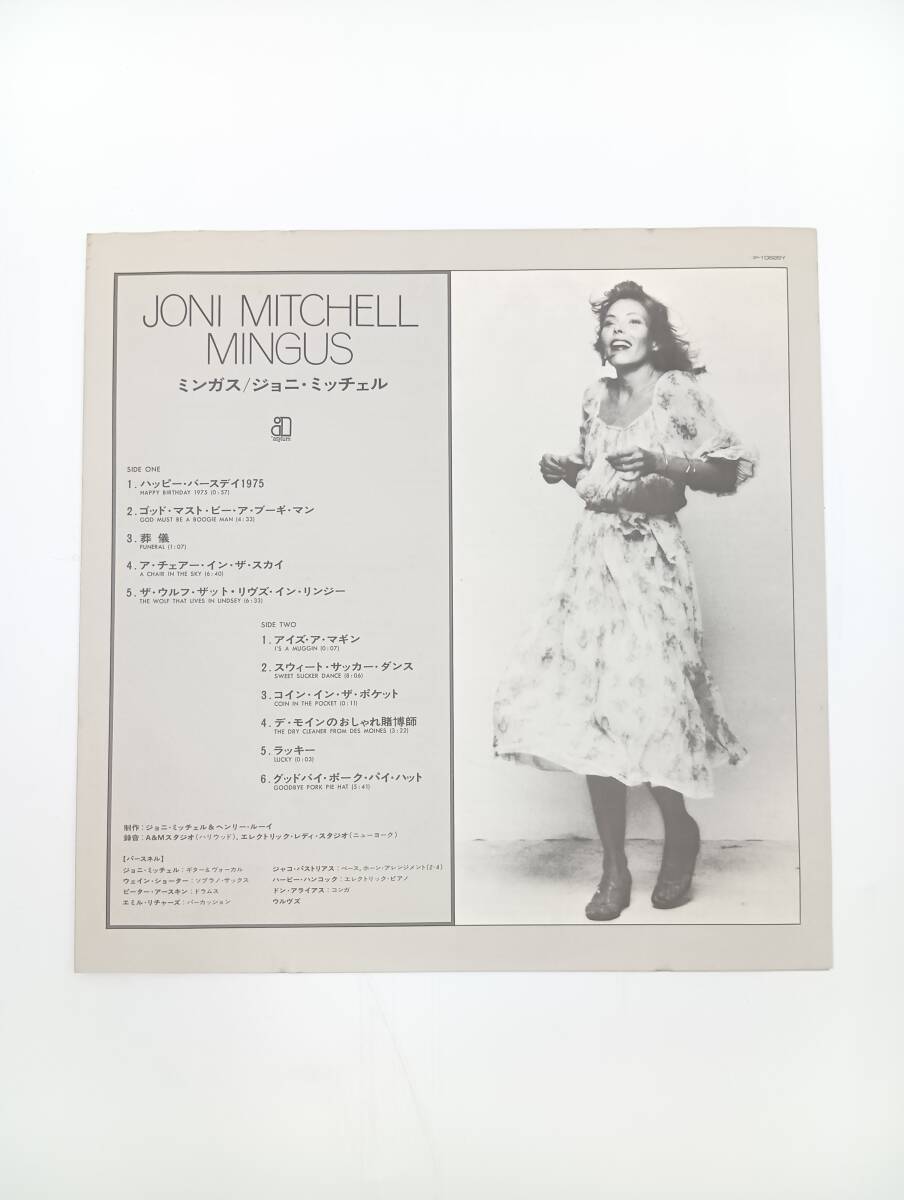 P-10686Y
JONI MITCHELL
MINGUS
ミンガス/ジョニ・ミッチェル
asylum
SIDE ONE
1. ハッピー・バースデイ1975
HAPPY BIRTHDAY 1975 (0:57)
2. ゴッド・マスト・ビー・ア・ブーギ・マン
GOD MUST BE A BOOGIE MAN (4:33)
3. 葬儀
FUNERAL (1:07)
4. ア・チェアー・イン・ザ・スカイ
A CHAIR IN THE SKY (6:40)
5. ザ・ウルフ・ザット・リヴズ・イン・リンジー
THE WOLF THAT LIVES IN LINDSEY (6:33)
SIDE TWO
1. アイズ・ア・マギン
I'S A MUGGIN (0:07)
2. スウィート・サッカー・ダンス
SWEET SUCKER DANCE (8:06)
3. コイン・イン・ザ・ポケット
COIN IN THE POCKET (0:11)
4. デ・モインのおしゃれ賭博師
THE DRY CLEANER FROM DES MOINES (3:22)
5. ラッキー
LUCKY (0:03)
6. グッドバイ・ポーク・パイ・ハット
GOODBYE PORK PIE HAT (5:41)
制作:ジョニ・ミッチェル&ヘンリー・ルーイ
録音:A&Mスタジオ(ハリウッド), エレクトリック・レディ・スタジオ(ニューヨーク)
【パースネル】
ジョニ・ミッチェル:ギター&ヴォーカル
ウェイン・ショーター:ソプラノ・サックス
ピーター・アースキン:ドラムス
エミル・リチャーズ:パーカッション
ジャコ・パストリアス:ベース, ホーン・アレンジメント(2-4)
ハービー・ハンコック:エレクトリック・ピアノ
ドン・アライアス:コンガ
ウルヴズ